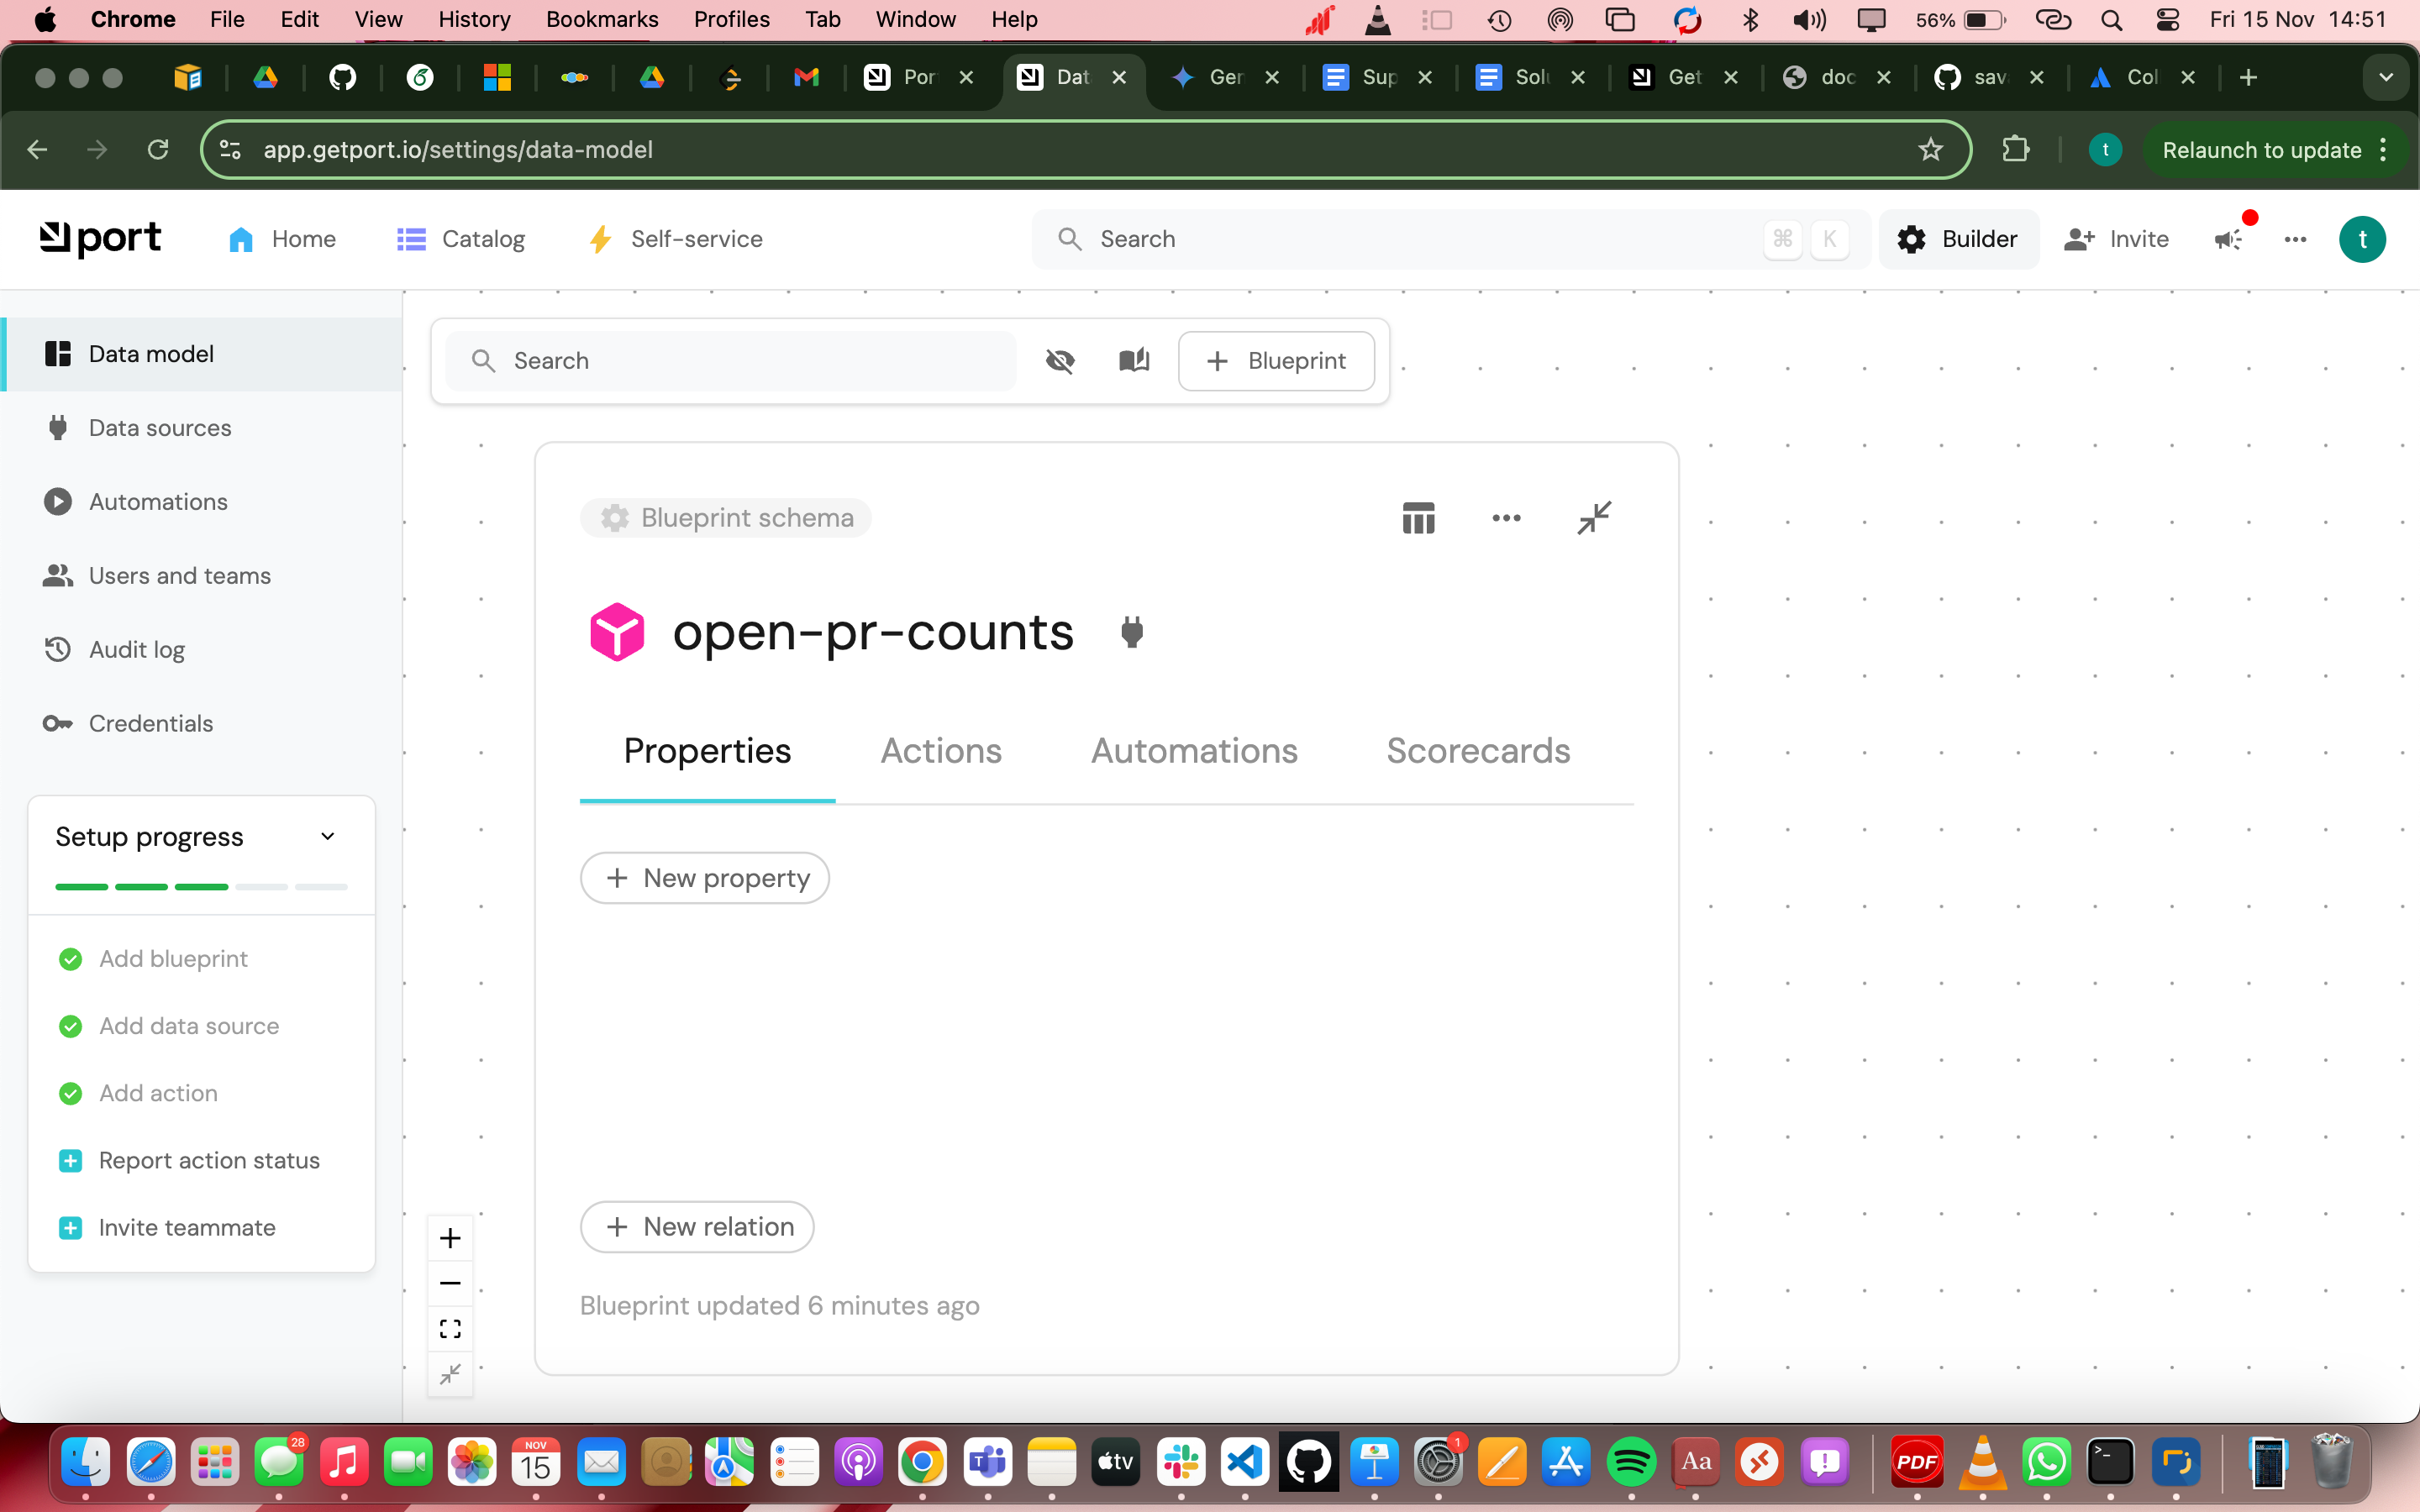 Chrome File Edit View History Bookmarks Profiles Tab Window Help 56% Fri 15 Nov 14:51
Por Dat Ger Sup Solu Get doc sav Col
app.getport.io/settings/data-model t Relaunch to update
port Home Catalog Self-service Search ⌘ K Builder Invite t
Data model
Data sources
Automations
Users and teams
Audit log
Credentials
Setup progress
Add blueprint
Add data source
Add action
Report action status
Invite teammate
Search Blueprint
Blueprint schema
open-pr-counts
Properties Actions Automations Scorecards
New property
New relation
Blueprint updated 6 minutes ago
28 NOV 15 tv 1 Aa PDF